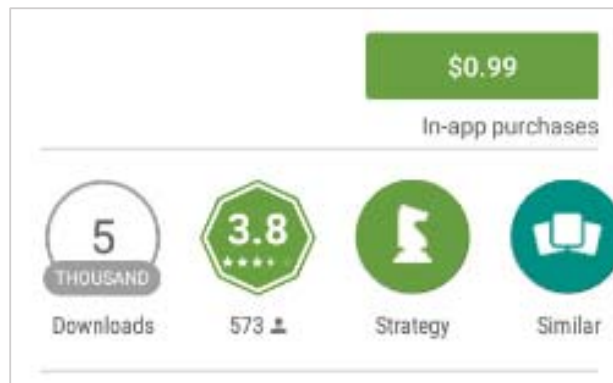 $0.99
In-app purchases
5
THOUSAND
Downloads
3.8
573
Strategy
Similar